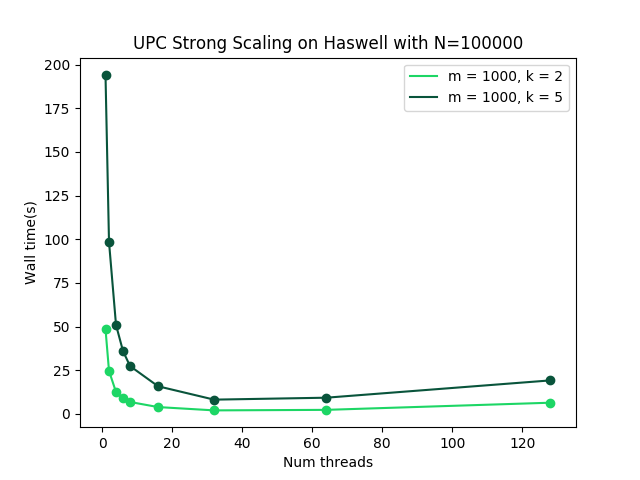 UPC Strong Scaling on Haswell with N=100000
m = 1000, k = 2
m = 1000, k = 5
Wall time(s)
200
175
150
125
100
75
50
25
0
0 20 40 60 80 100 120
Num threads